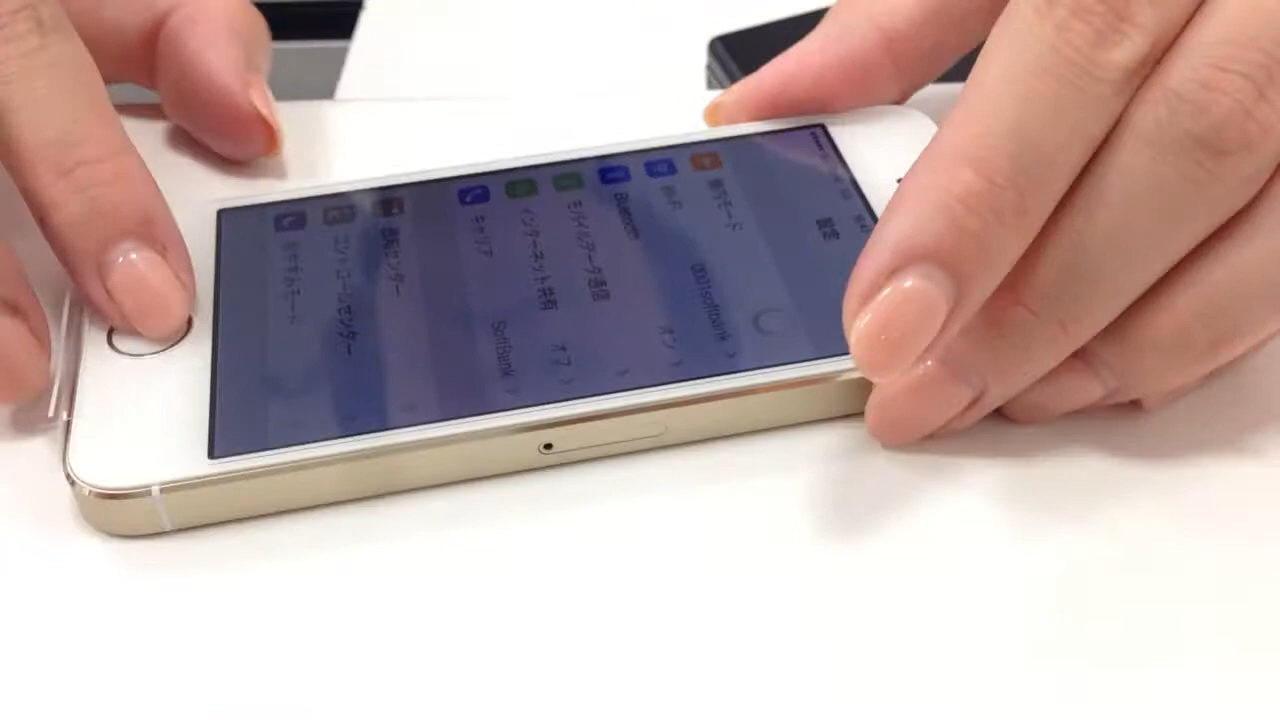 設定
機内モード
Wi-Fi 0001softbank
Bluetooth オン
モバイルデータ通信
インターネット共有 オフ
キャリア SoftBank
通知センター
コントロールセンター
おやすみモード